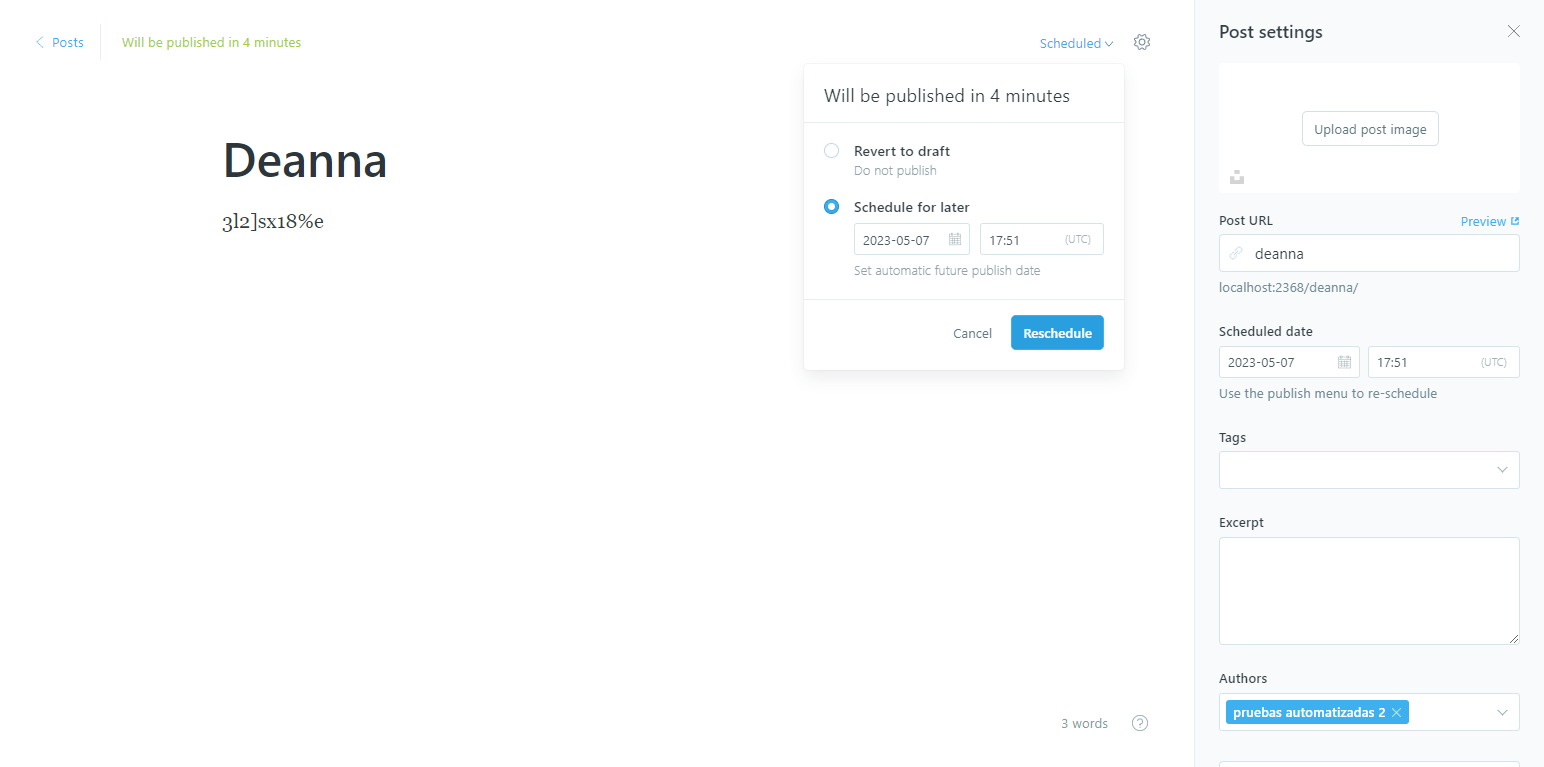 Posts
Will be published in 4 minutes
Scheduled
Will be published in 4 minutes
Revert to draft
Do not publish
Schedule for later
2023-05-07 17:51 (UTC)
Set automatic future publish date
Cancel Reschedule
Deanna
3l2]sx18%e
3 words
?
Post settings
Upload post image
Post URL Preview
deanna
localhost:2368/deanna/
Scheduled date
2023-05-07 17:51 (UTC)
Use the publish menu to re-schedule
Tags
Excerpt
Authors
pruebas automatizadas 2